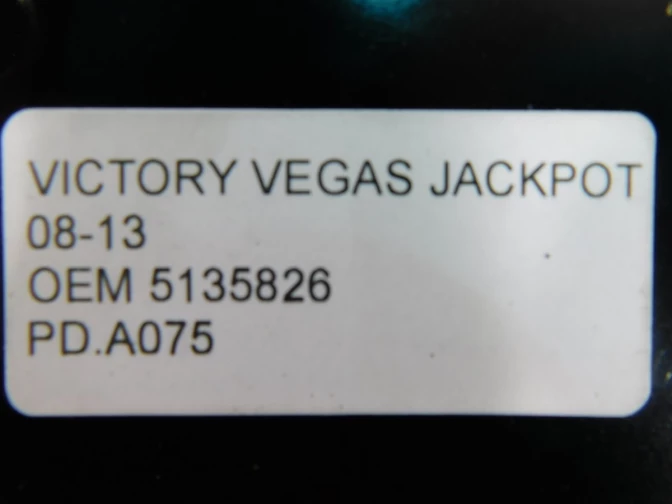 VICTORY VEGAS JACKPOT
08-13
OEM 5135826
PD.A075